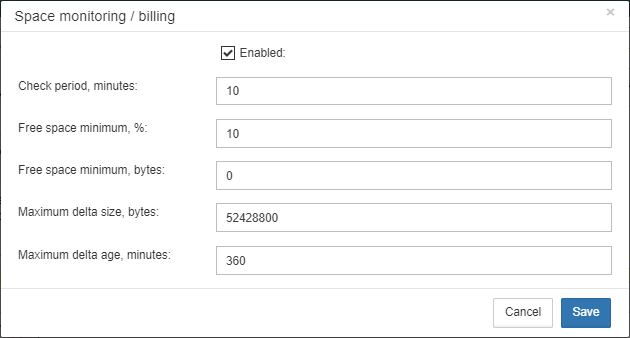 Space monitoring / billing
×
Enabled:
Check period, minutes:
10
Free space minimum, %:
10
Free space minimum, bytes:
0
Maximum delta size, bytes:
52428800
Maximum delta age, minutes:
360
Cancel
Save